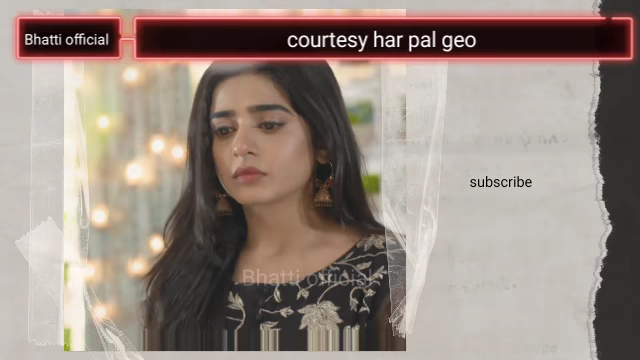 Bhatti official
courtesy har pal geo
subscribe
Bhatti official